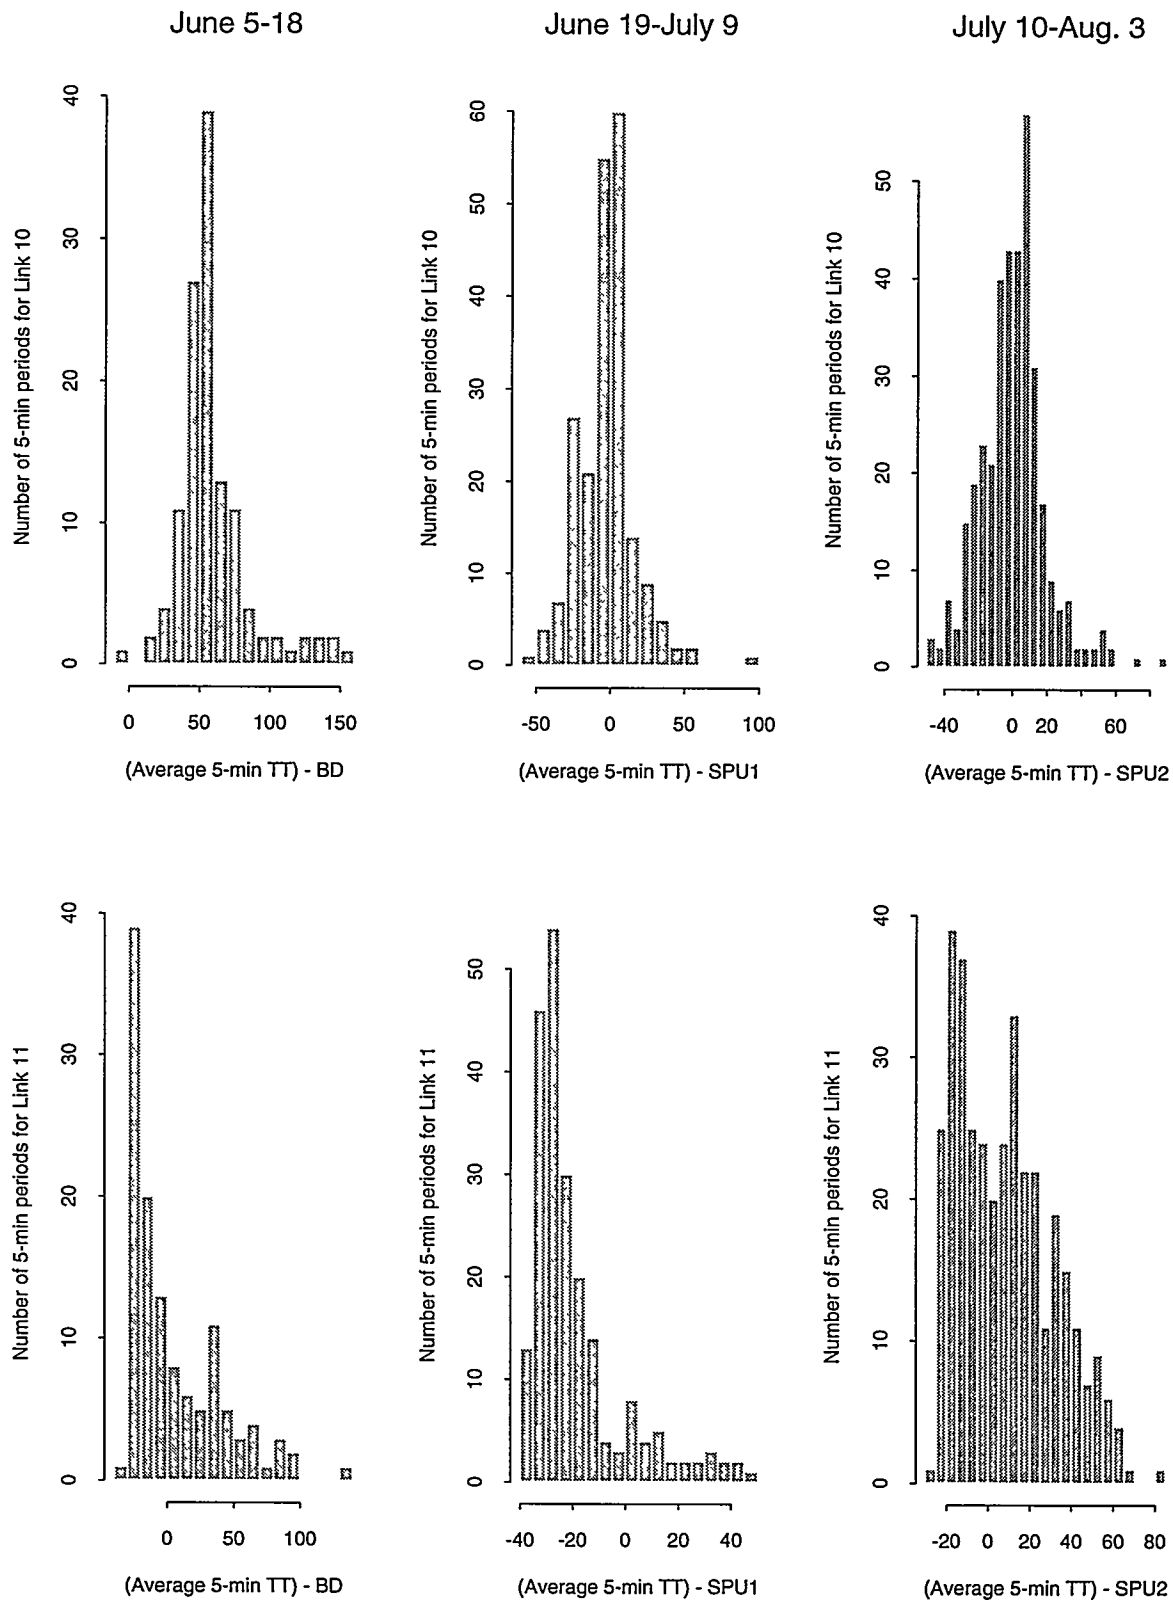 June 5-18
June 19-July 9
July 10-Aug. 3
Number of 5-min periods for Link 10
0 10 20 30 40
0 50 100 150
(Average 5-min TT) - BD
Number of 5-min periods for Link 10
0 10 20 30 40 50 60
-50 0 50 100
(Average 5-min TT) - SPU1
Number of 5-min periods for Link 10
0 10 20 30 40 50
-40 0 20 60
(Average 5-min TT) - SPU2
Number of 5-min periods for Link 11
0 10 20 30 40
0 50 100
(Average 5-min TT) - BD
Number of 5-min periods for Link 11
0 10 20 30 40 50
-40 -20 0 20 40
(Average 5-min TT) - SPU1
Number of 5-min periods for Link 11
0 10 20 30 40
-20 0 20 40 60 80
(Average 5-min TT) - SPU2